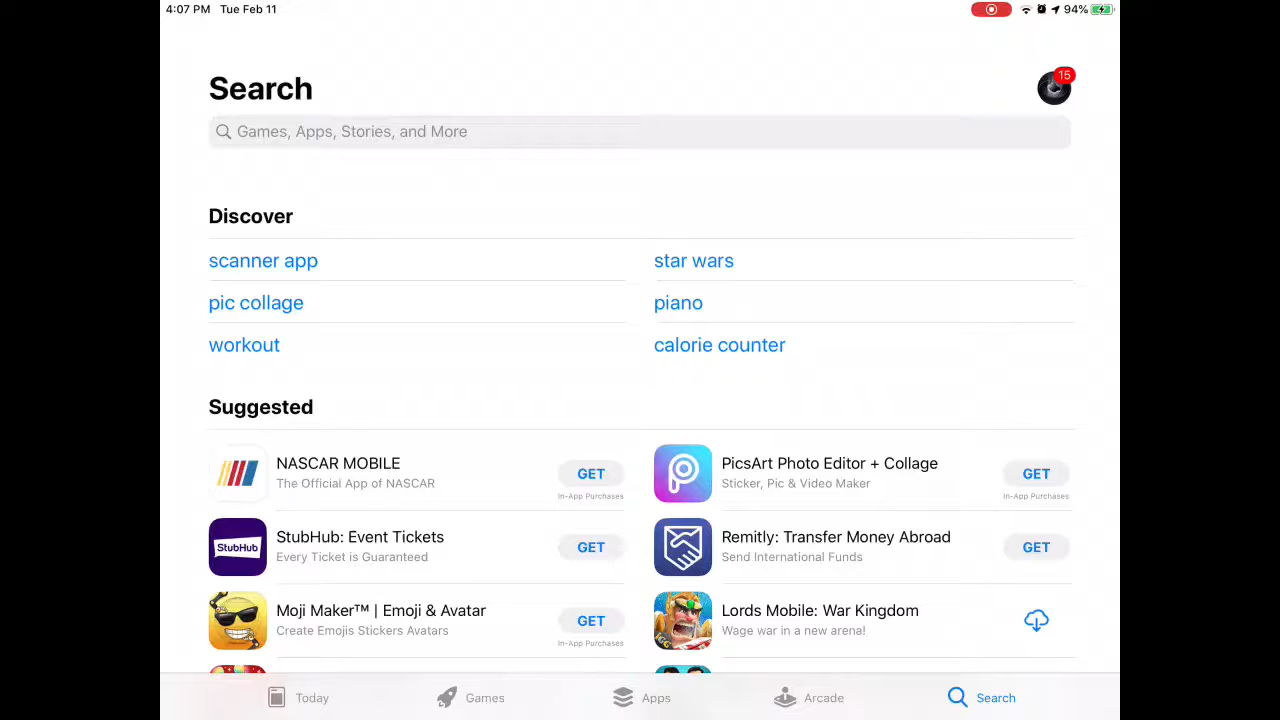 4:07 PM Tue Feb 11 94%
Search
15
Games, Apps, Stories, and More
Discover
scanner app
star wars
pic collage
piano
workout
calorie counter
Suggested
NASCAR MOBILE
The Official App of NASCAR
GET
In-App Purchases
PicsArt Photo Editor + Collage
Sticker, Pic & Video Maker
GET
In-App Purchases
StubHub
StubHub: Event Tickets
Every Ticket is Guaranteed
GET
Remitly: Transfer Money Abroad
Send International Funds
GET
Moji Maker™ | Emoji & Avatar
Create Emojis Stickers Avatars
GET
In-App Purchases
Lords Mobile: War Kingdom
Wage war in a new arena!
Today
Games
Apps
Arcade
Search